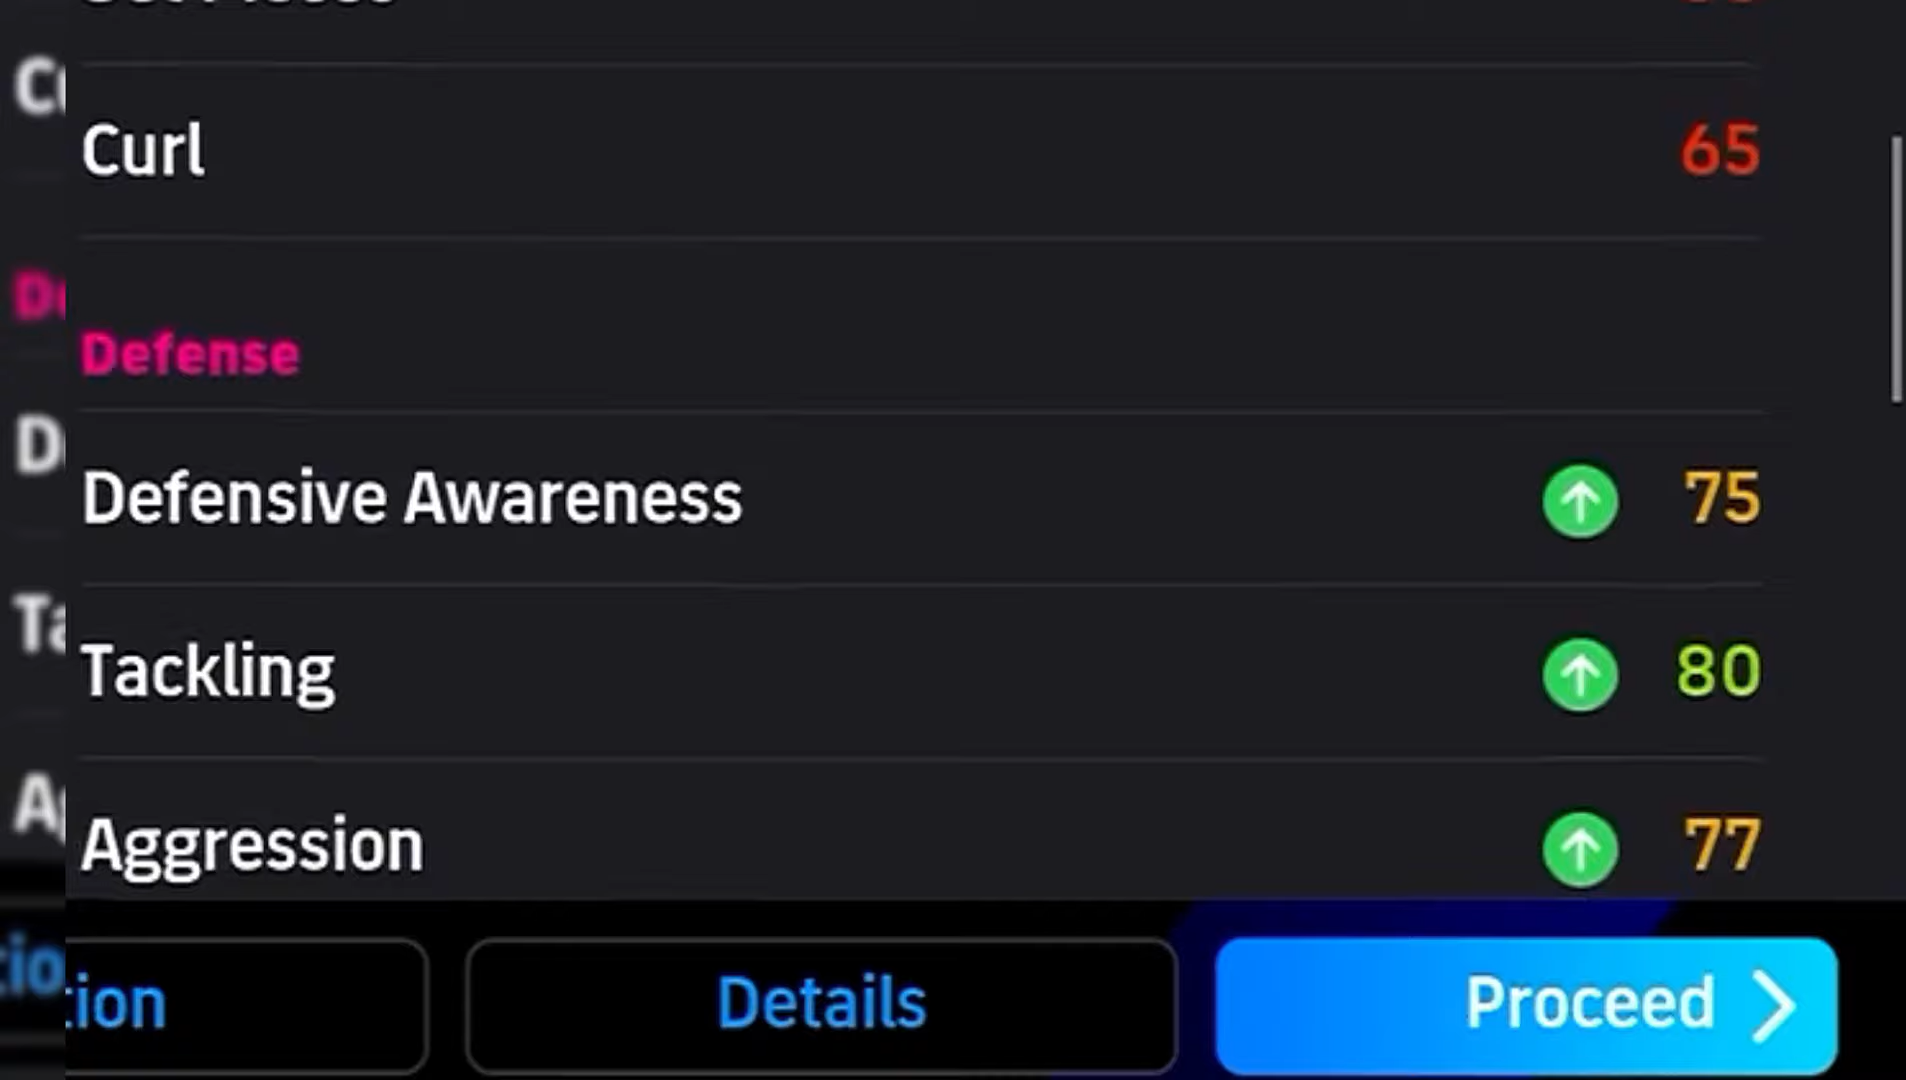 Curl 65
Defense
Defensive Awareness 75
Tackling 80
Aggression 77
tion Details Proceed